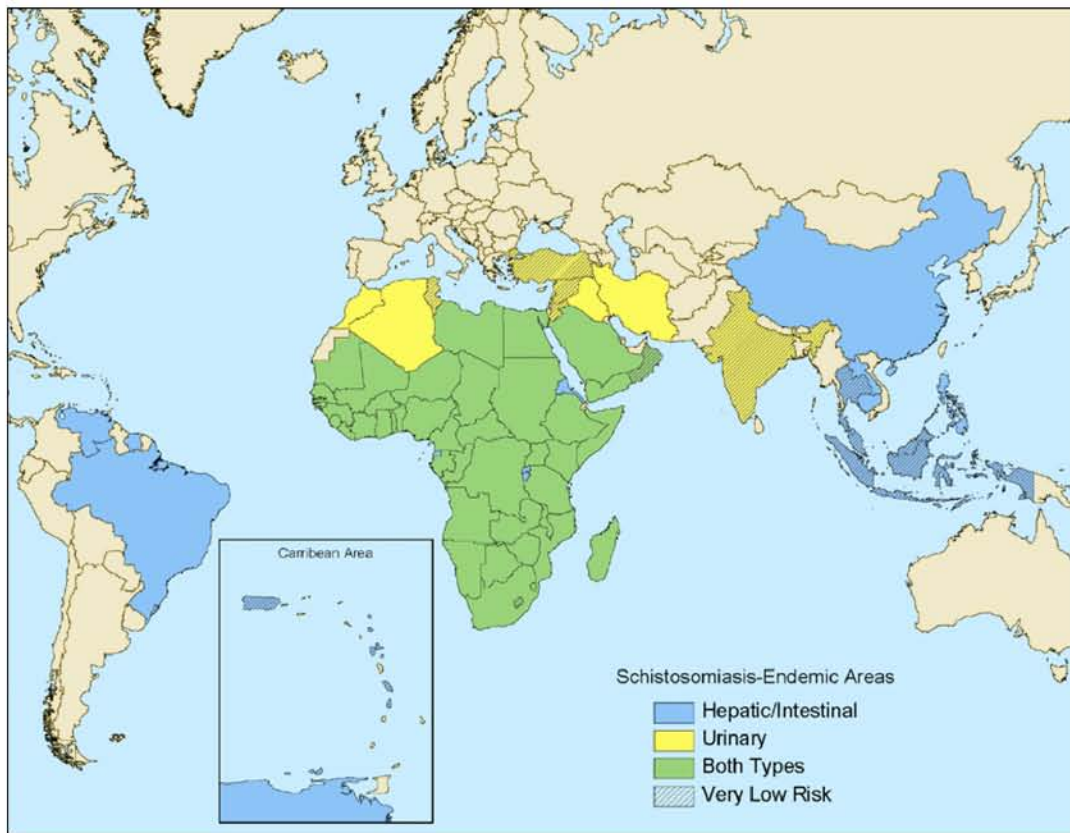 Carribean Area
Schistosomiasis-Endemic Areas
Hepatic/Intestinal
Urinary
Both Types
Very Low Risk